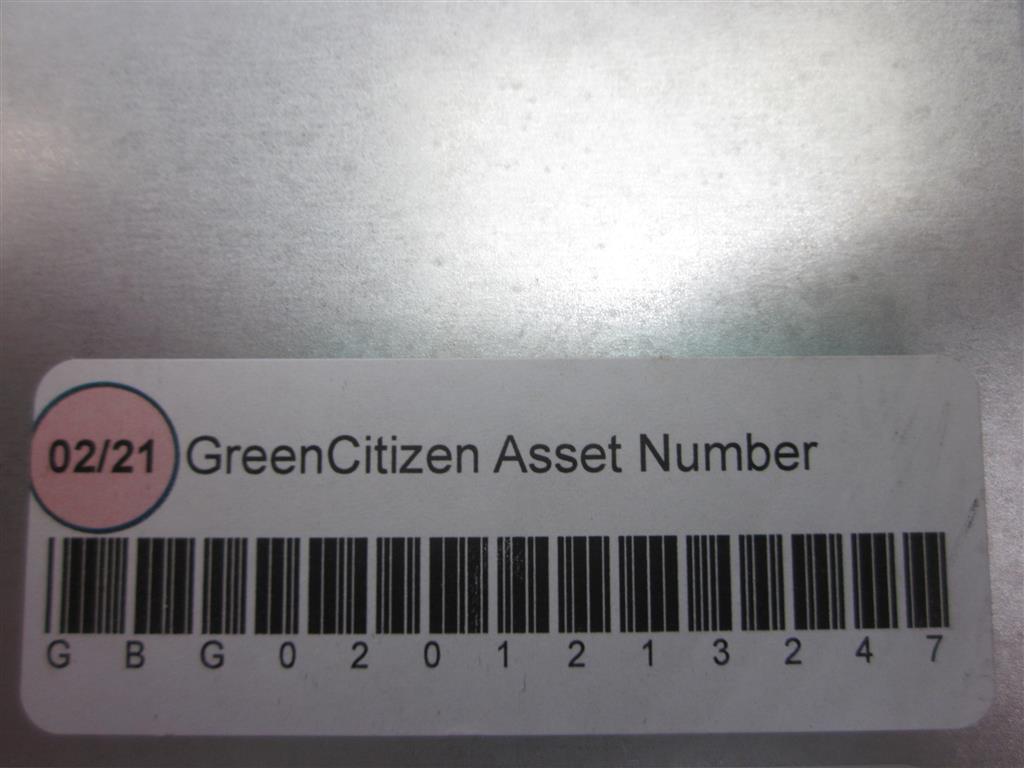 02/21 GreenCitizen Asset Number
G B G 0 2 0 1 2 1 3 2 4 7